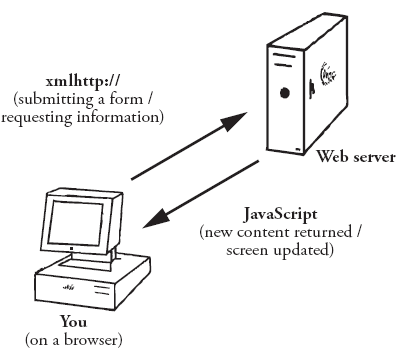 xmlhttp://
(submitting a form /
requesting information)
Web server
JavaScript
(new content returned /
screen updated)
You
(on a browser)